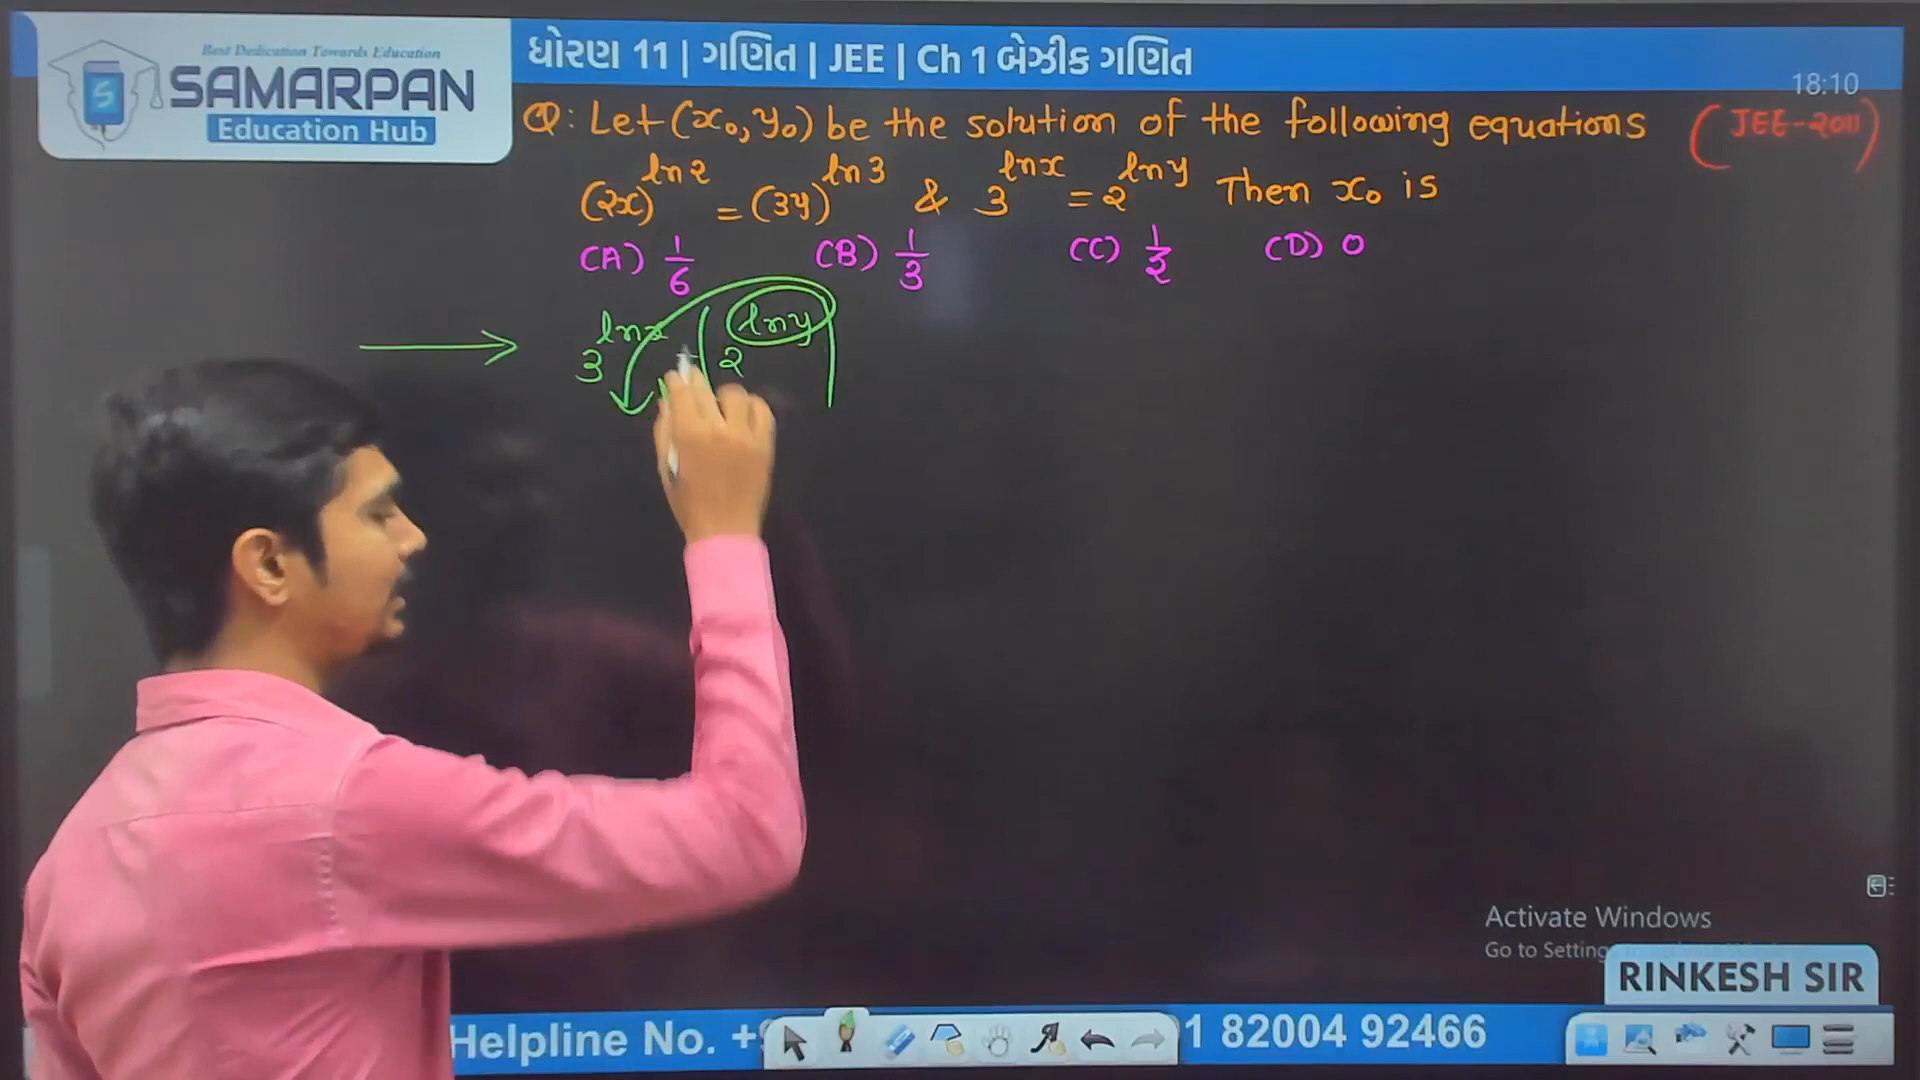 Best Dedication Towards Education
SAMARPAN
Education Hub
ધોરણ 11 | ગણિત | JEE | Ch 1 બેઝીક ગણિત
18:10
Q: Let (x₀, y₀) be the solution of the following equations (JEE-2011)
(2x)^ln2 = (3y)^ln3 & 3^lnx = 2^lny Then x₀ is
(A) 1/6 (B) 1/3 (C) 1/2 (D) 0
3^lnx = 2^lny
Activate Windows
Go to Setting
RINKESH SIR
Helpline No. + 1 82004 92466